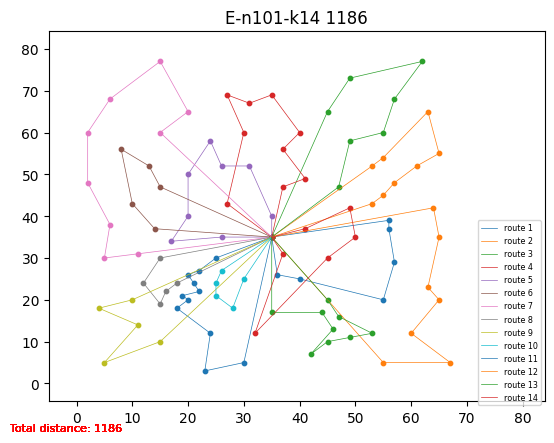 E-n101-k14 1186
80
70
60
50
40
30
20
10
0
0 10 20 30 40 50 60 70 80
route 1
route 2
route 3
route 4
route 5
route 6
route 7
route 8
route 9
route 10
route 11
route 12
route 13
route 14
Total distance: 1186